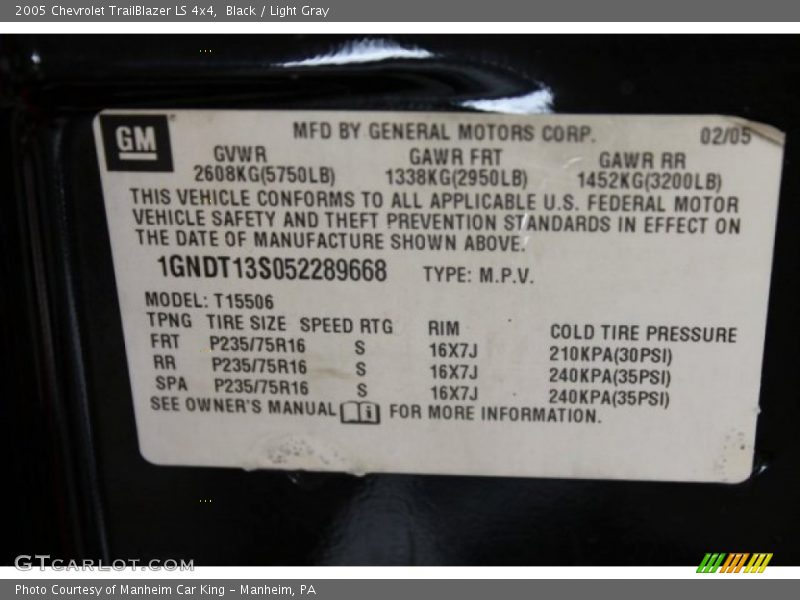 2005 Chevrolet TrailBlazer LS 4x4, Black / Light Gray
GM MFD BY GENERAL MOTORS CORP. 02/05
GVWR GAWR FRT GAWR RR
2608KG(5750LB) 1338KG(2950LB) 1452KG(3200LB)
THIS VEHICLE CONFORMS TO ALL APPLICABLE U.S. FEDERAL MOTOR
VEHICLE SAFETY AND THEFT PREVENTION STANDARDS IN EFFECT ON
THE DATE OF MANUFACTURE SHOWN ABOVE.
1GNDT13S052289668 TYPE: M.P.V.
MODEL: T15506
TPNG TIRE SIZE SPEED RTG RIM COLD TIRE PRESSURE
FRT P235/75R16 S 16X7J 210KPA(30PSI)
RR P235/75R16 S 16X7J 240KPA(35PSI)
SPA P235/75R16 S 16X7J 240KPA(35PSI)
SEE OWNER'S MANUAL i FOR MORE INFORMATION.
GTCARLOT.COM
Photo Courtesy of Manheim Car King - Manheim, PA